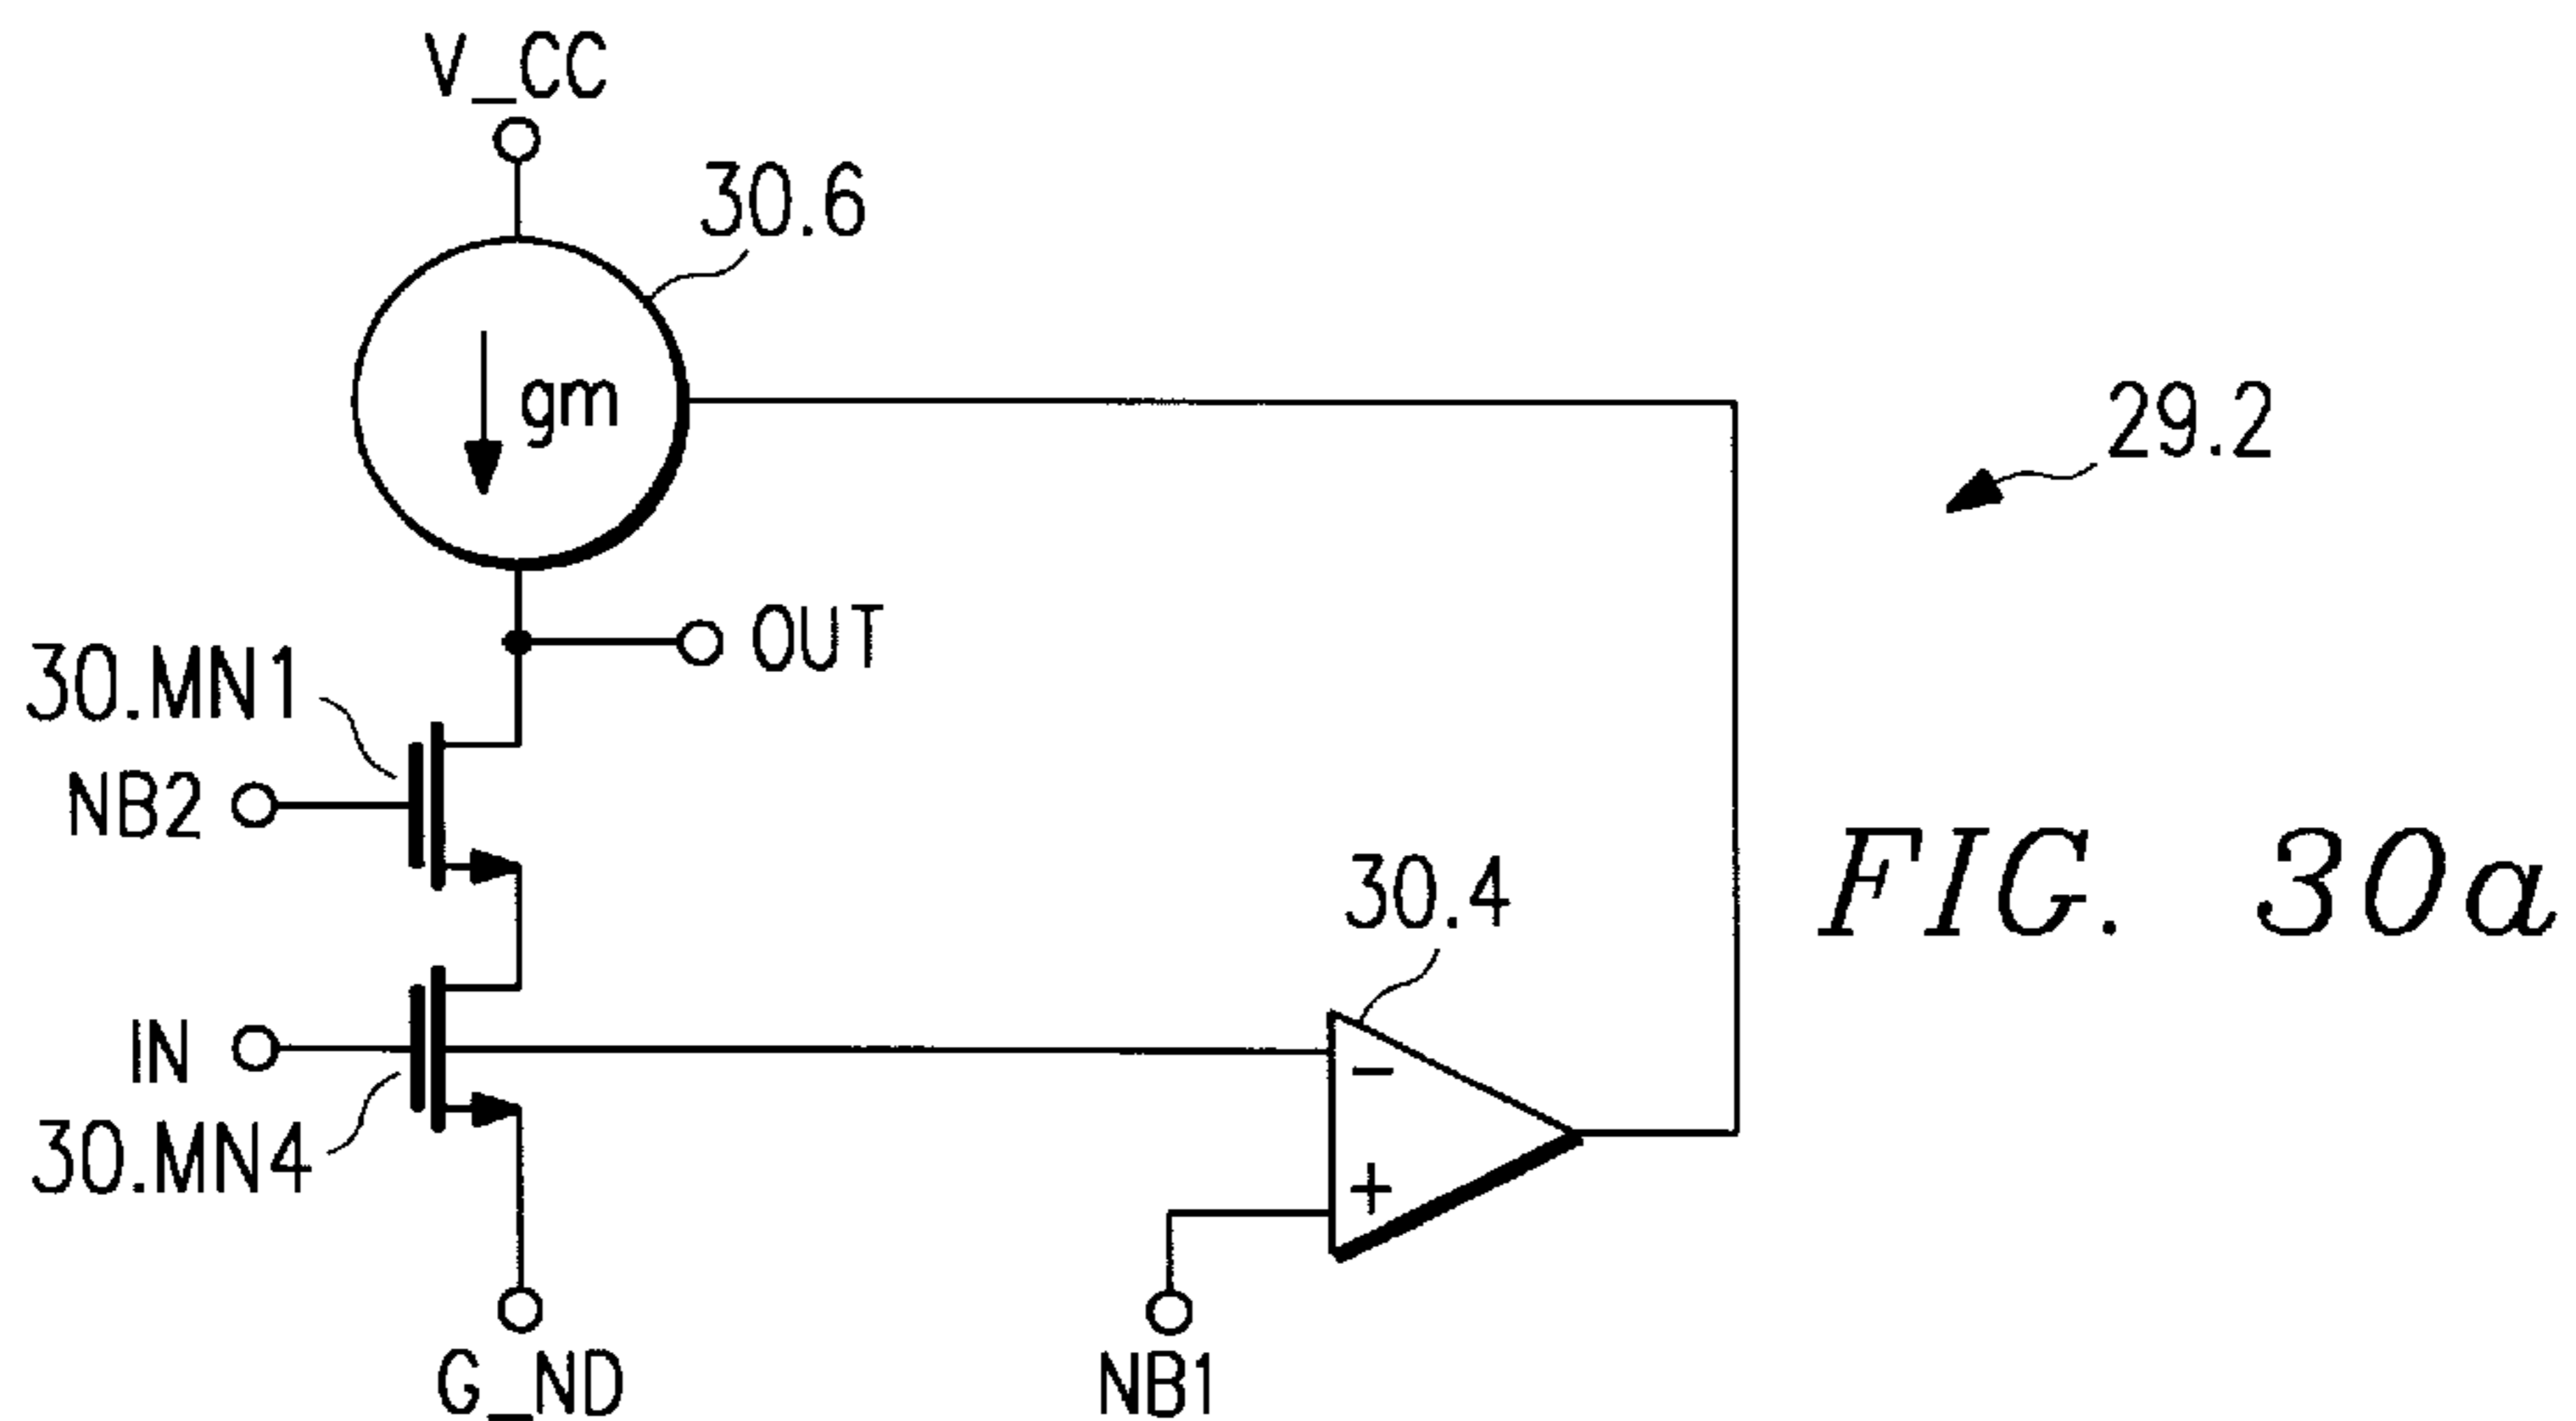 V_CC
30.6
gm
29.2
OUT
30.MN1
NB2
30.4
FIG. 30a
IN
-
+
30.MN4
G_ND
NB1